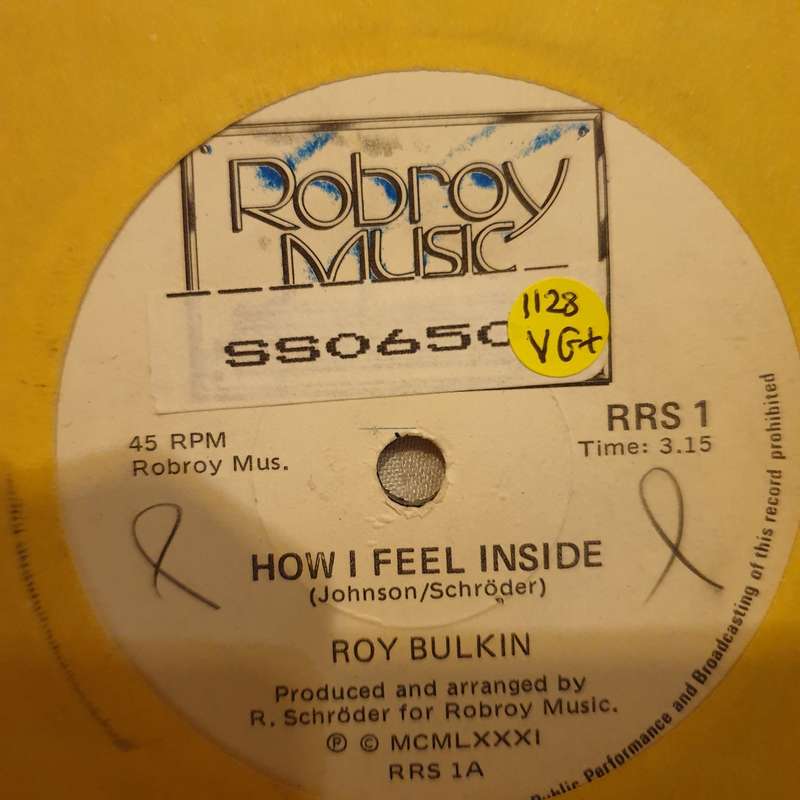 Robroy
MUSIC
SS0650
1128
VG+
45 RPM
Robroy Mus.
RRS 1
Time: 3.15
HOW I FEEL INSIDE
(Johnson/Schröder)
ROY BULKIN
Produced and arranged by
R. Schröder for Robroy Music.
Ⓟ © MCMLXXXI
RRS 1A
Public Performance and Broadcasting of this record prohibited